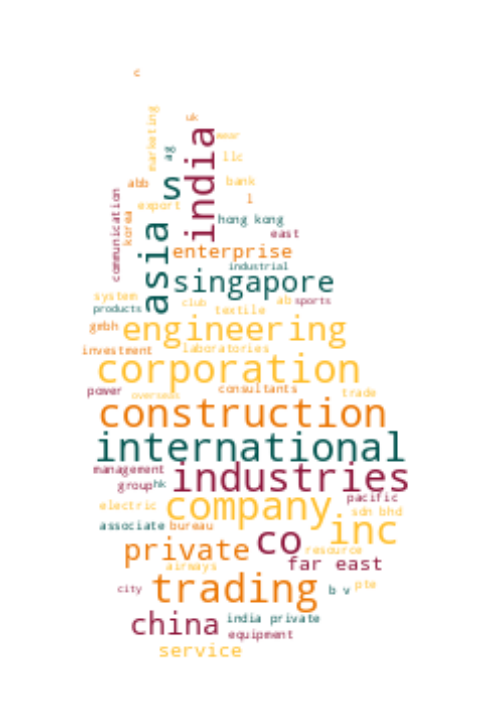 c
marketing
uk
india
wear
ag
llc
abb
s
bank
l
export
communication
korea
hong kong
asia
east
enterprise
industrial
singapore
system
club
ab
sports
products
textile
gmbh
engineering
investment
laboratories
corporation
power
overseas
consultants
trade
construction
international
management
industries
group
hk
pacific
electric
company
sdn bhd
associate
bureau
inc
private
co
resource
airways
far east
city
trading
b v
pte
china
india private
equipment
service